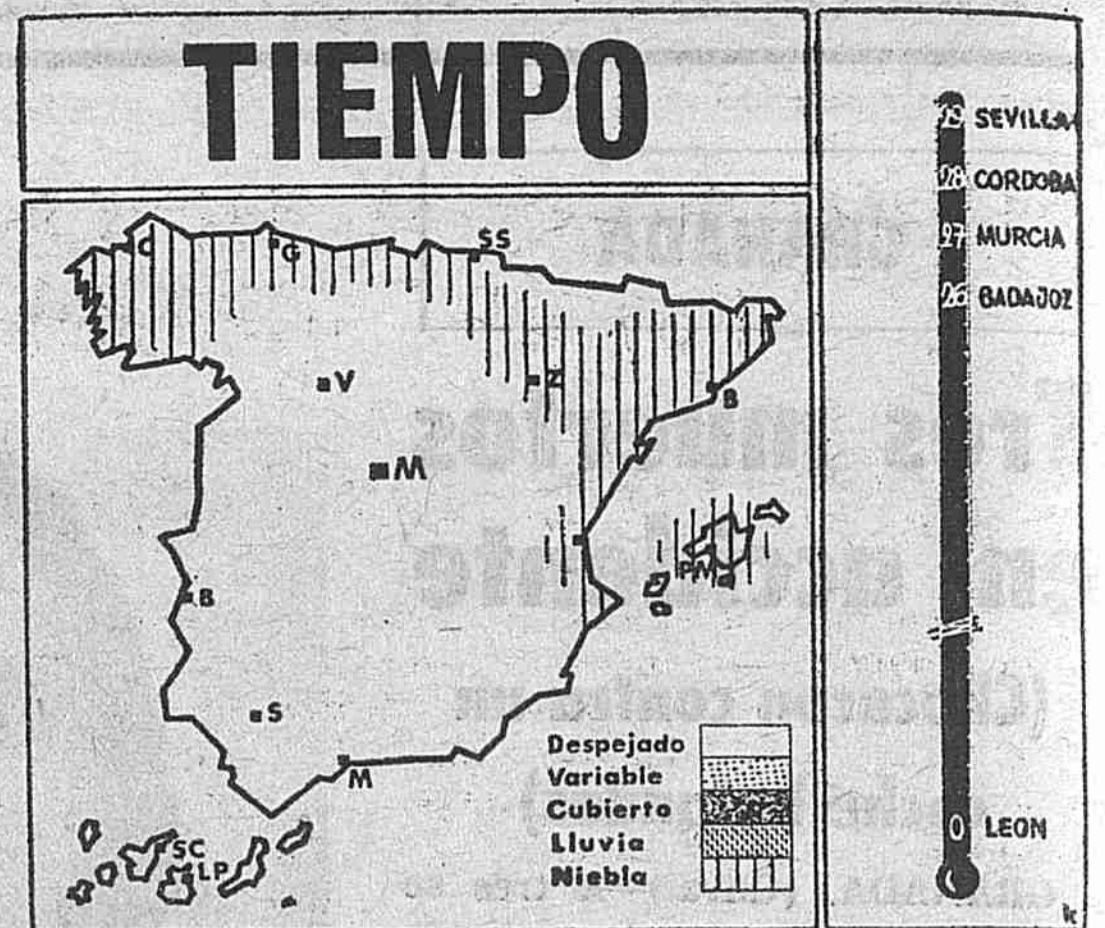 TIEMPO
29 SEVILLA
28 CORDOBA
27 MURCIA
26 BADAJOZ
0 LEON
C
G
SS
V
Z
B
M
B
PM
S
M
SC
LP
Despejado
Variable
Cubierto
Lluvia
Niebla